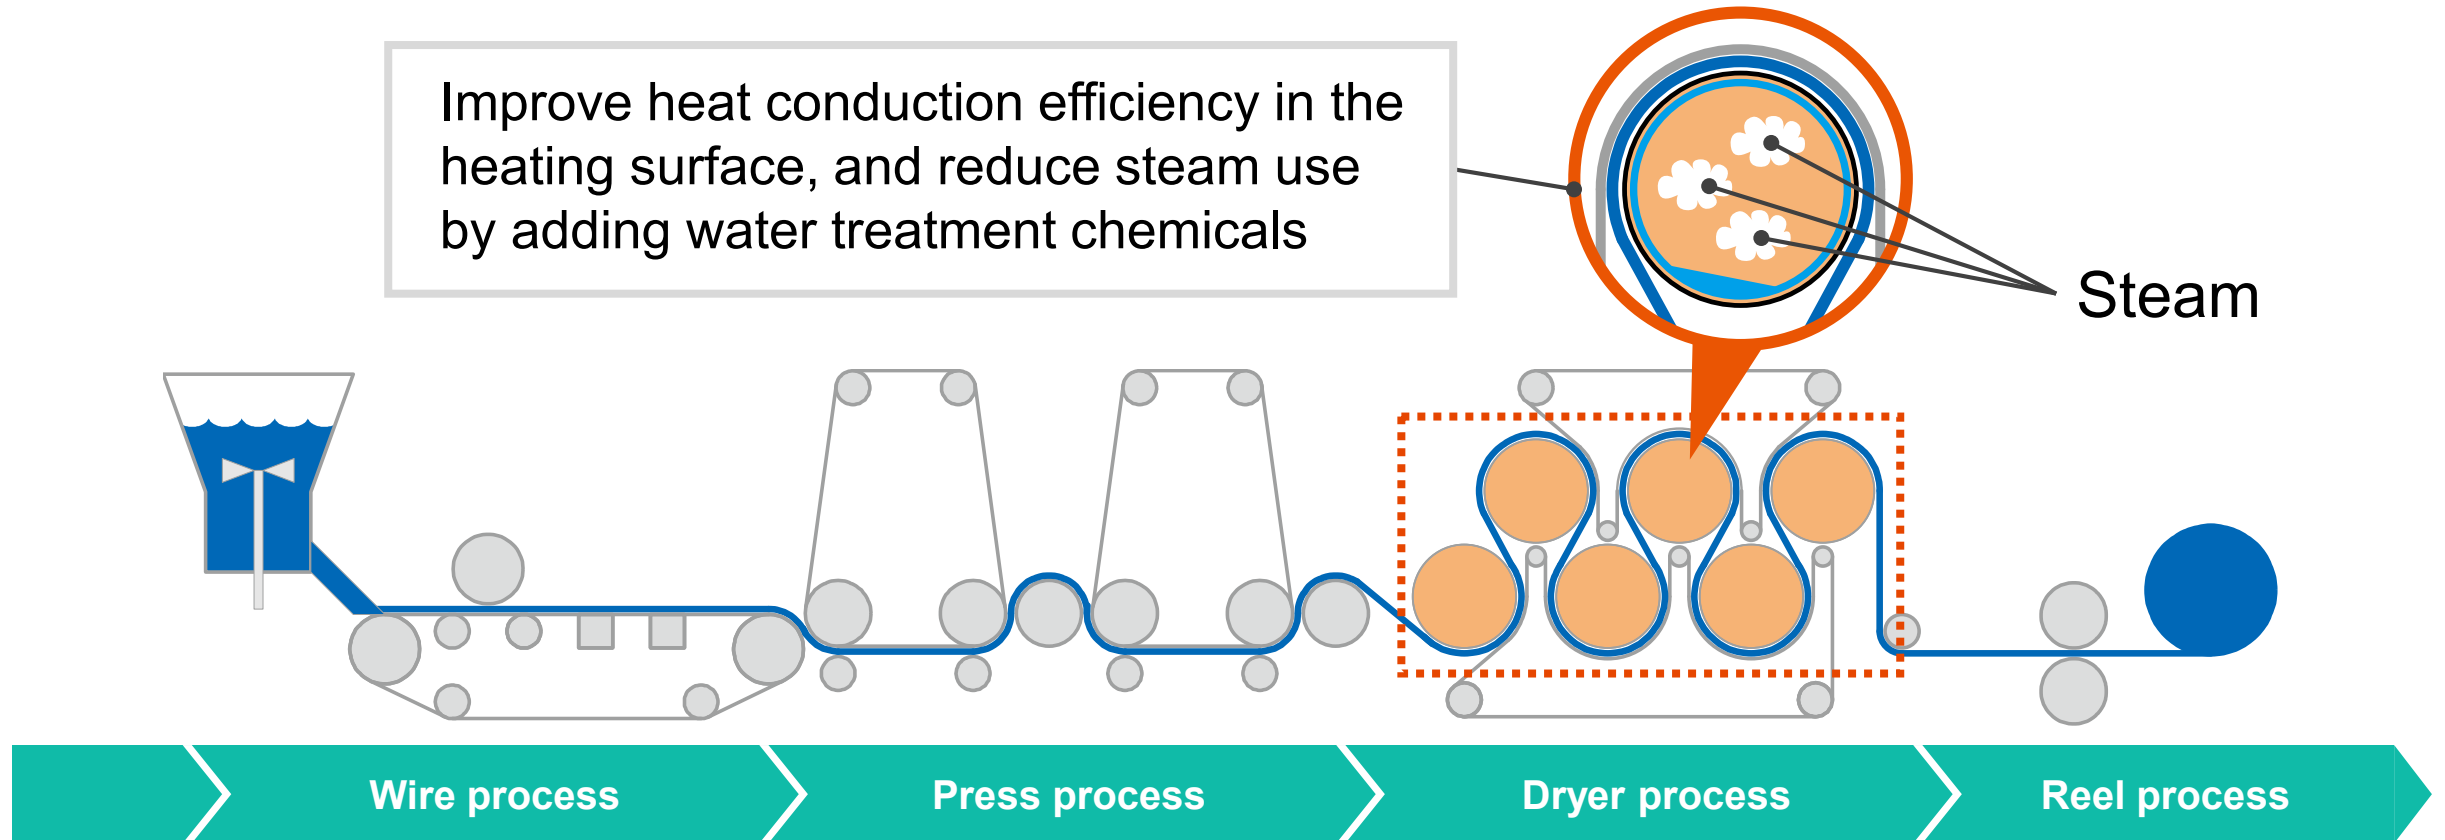 Improve heat conduction efficiency in the
heating surface, and reduce steam use
by adding water treatment chemicals
Steam
Wire process
Press process
Dryer process
Reel process